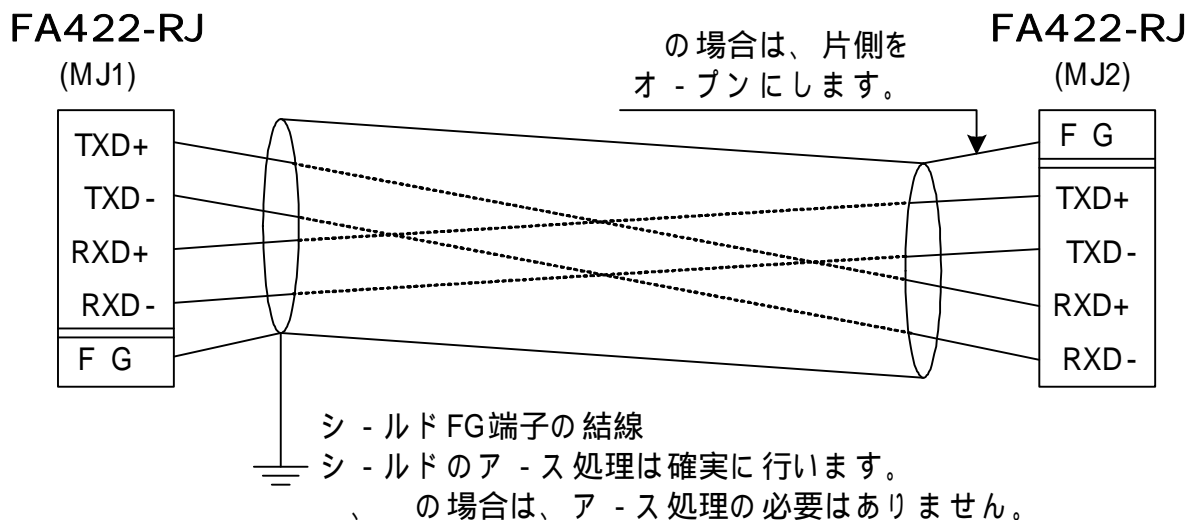 FA422-RJ
(MJ1)
FA422-RJ
(MJ2)
の場合は、片側を
オ-プンにします。
TXD+
TXD-
RXD+
RXD-
FG
FG
TXD+
TXD-
RXD+
RXD-
シ-ルドFG端子の結線
シ-ルドのア-ス処理は確実に行います。
、 の場合は、ア-ス処理の必要はありません。